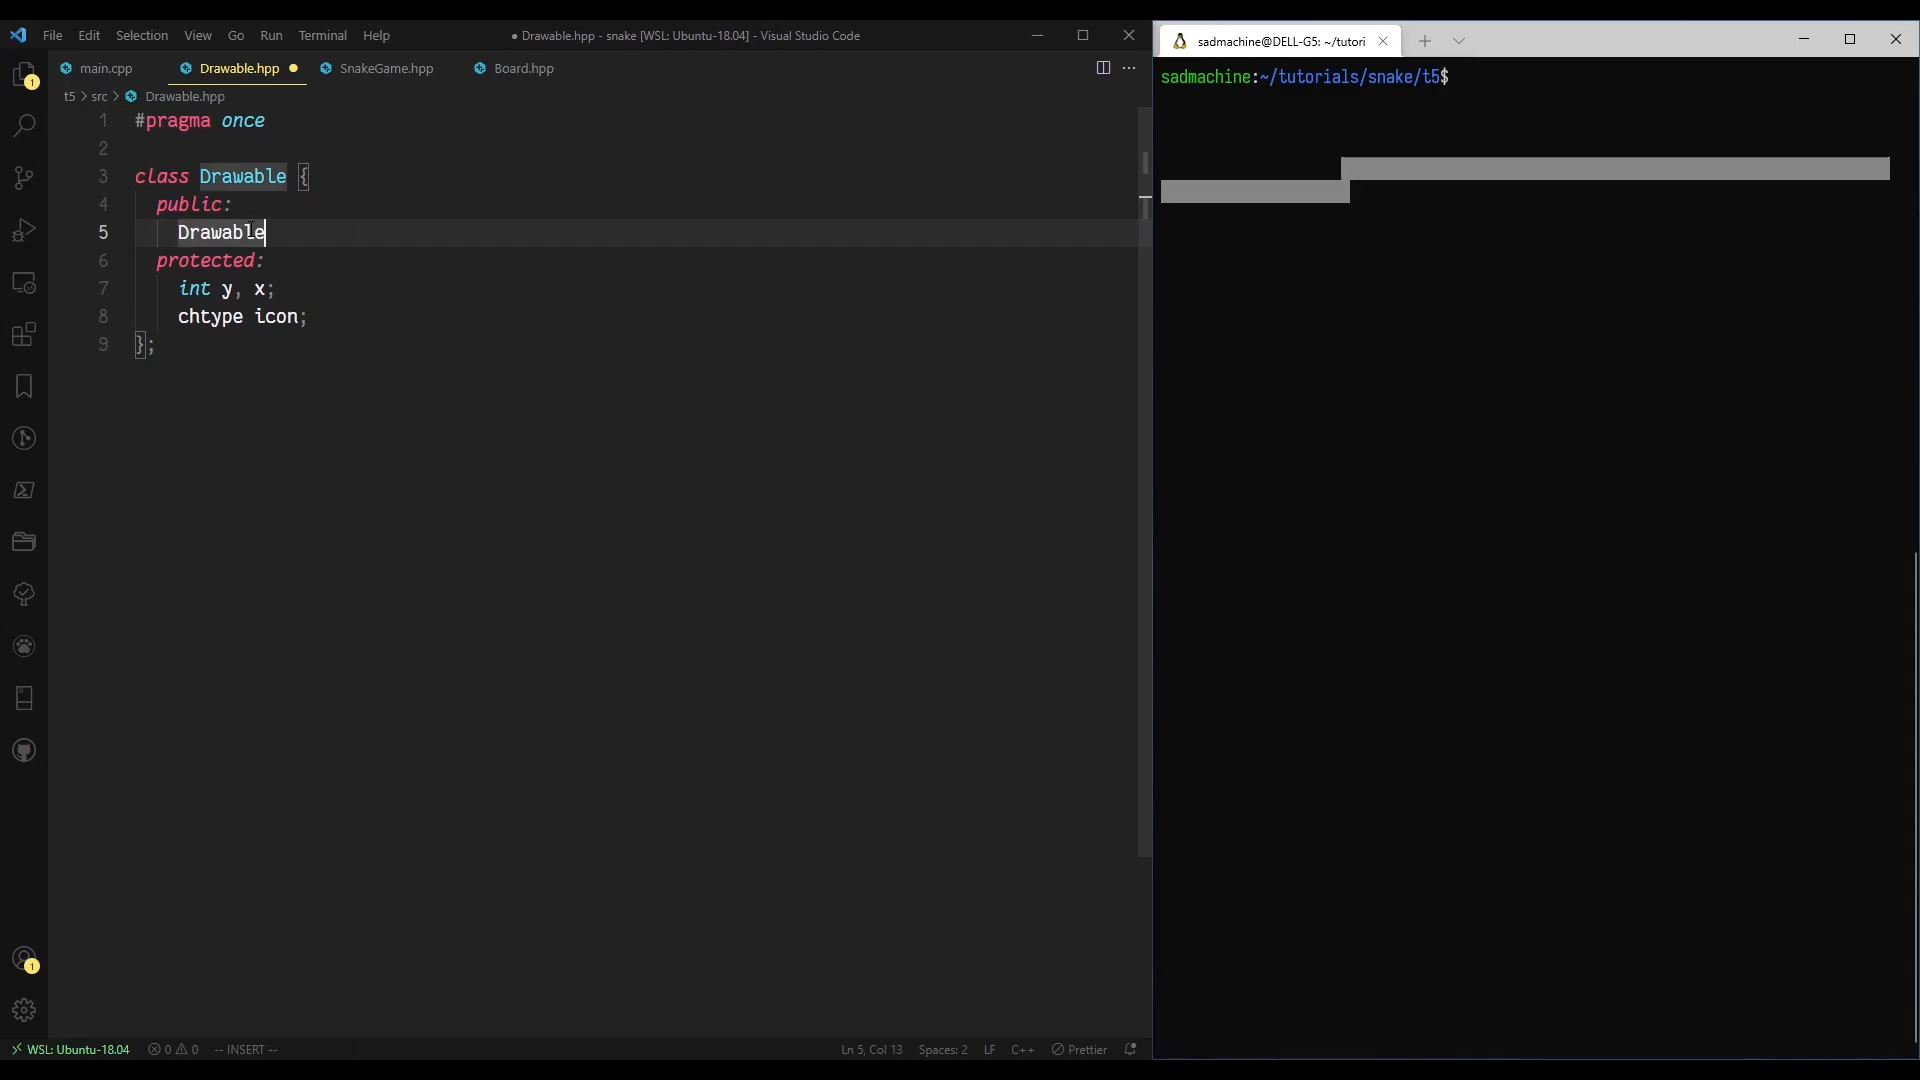 File Edit Selection View Go Run Terminal Help
● Drawable.hpp - snake [WSL: Ubuntu-18.04] - Visual Studio Code
main.cpp Drawable.hpp SnakeGame.hpp Board.hpp
t5 > src > Drawable.hpp
1 #pragma once
2
3 class Drawable {
4 public:
5 Drawable
6 protected:
7 int y, x;
8 chtype icon;
9 };
1
1
WSL: Ubuntu-18.04 0 0 -- INSERT -- Ln 5, Col 13 Spaces: 2 LF C++ Prettier
sadmachine@DELL-G5: ~/tutori
sadmachine:~/tutorials/snake/t5$